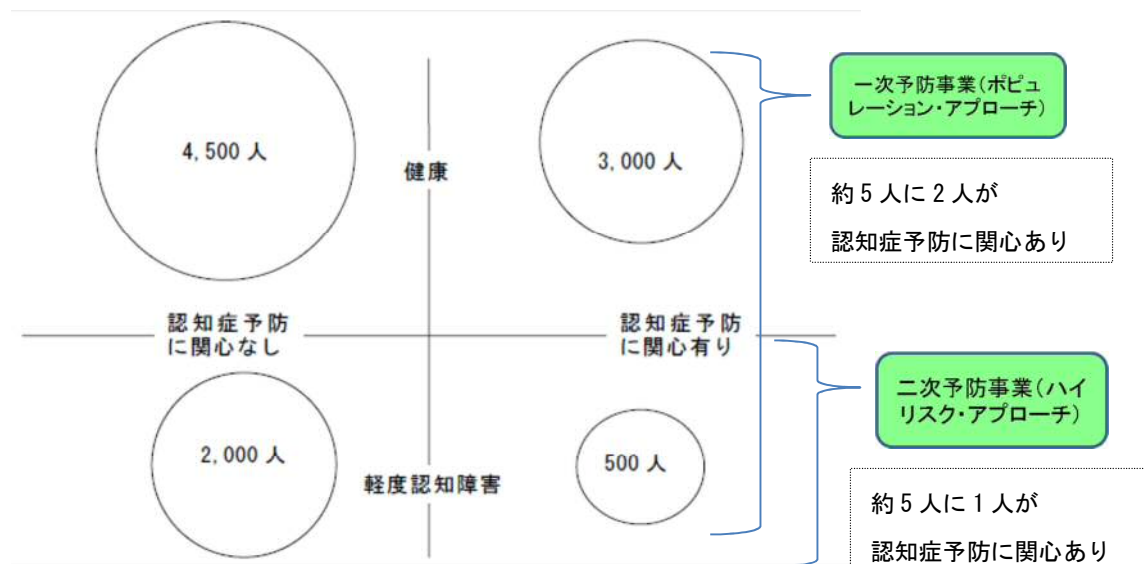 4,500 人
健康
3,000 人
一次予防事業(ポピュ
レーション・アプローチ)
約 5 人に 2 人が
認知症予防に関心あり
認知症予防
に関心なし
認知症予防
に関心有り
2,000 人
軽度認知障害
500 人
二次予防事業(ハイ
リスク・アプローチ)
約 5 人に 1 人が
認知症予防に関心あり